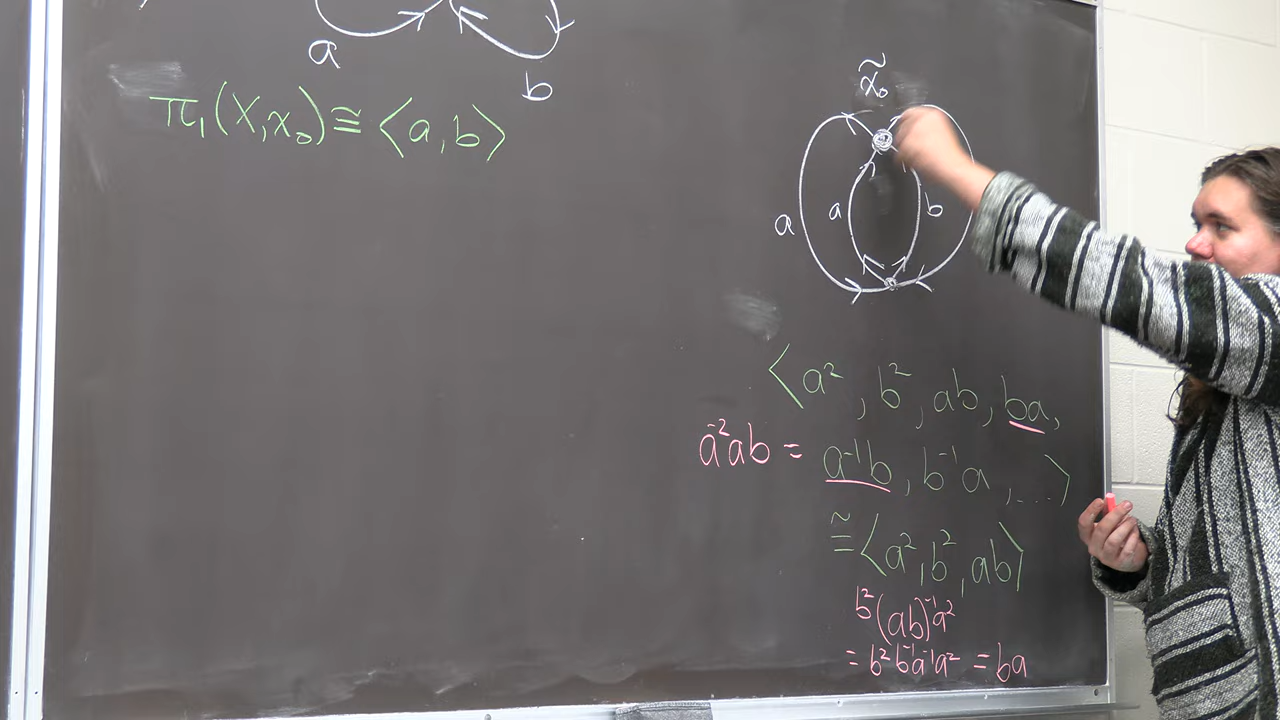 a
b
π₁(X,x₀)≅⟨a,b⟩
x̃₀
a a b
⟨a², b², ab, ba,
a⁻²ab = a⁻¹b, b⁻¹a, ...⟩
≅⟨a², b², ab⟩
b²(ab)⁻¹a²
= b²b⁻¹a⁻¹a² = ba